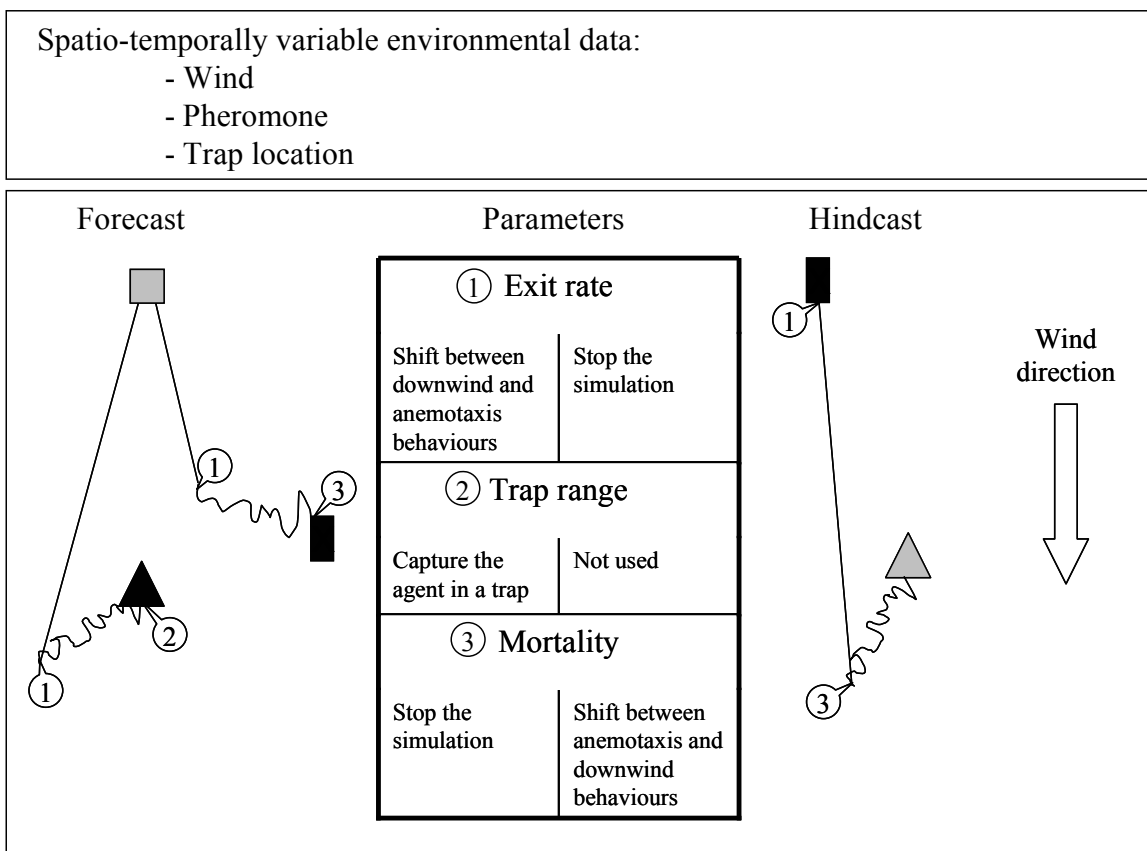 Spatio-temporally variable environmental data:
- Wind
- Pheromone
- Trap location
Forecast
Parameters
Hindcast
1 Exit rate
Shift between
downwind and
anemotaxis
behaviours
Stop the
simulation
2 Trap range
Capture the
agent in a trap
Not used
3 Mortality
Stop the
simulation
Shift between
anemotaxis and
downwind
behaviours
1
3
2
1
1
3
Wind
direction